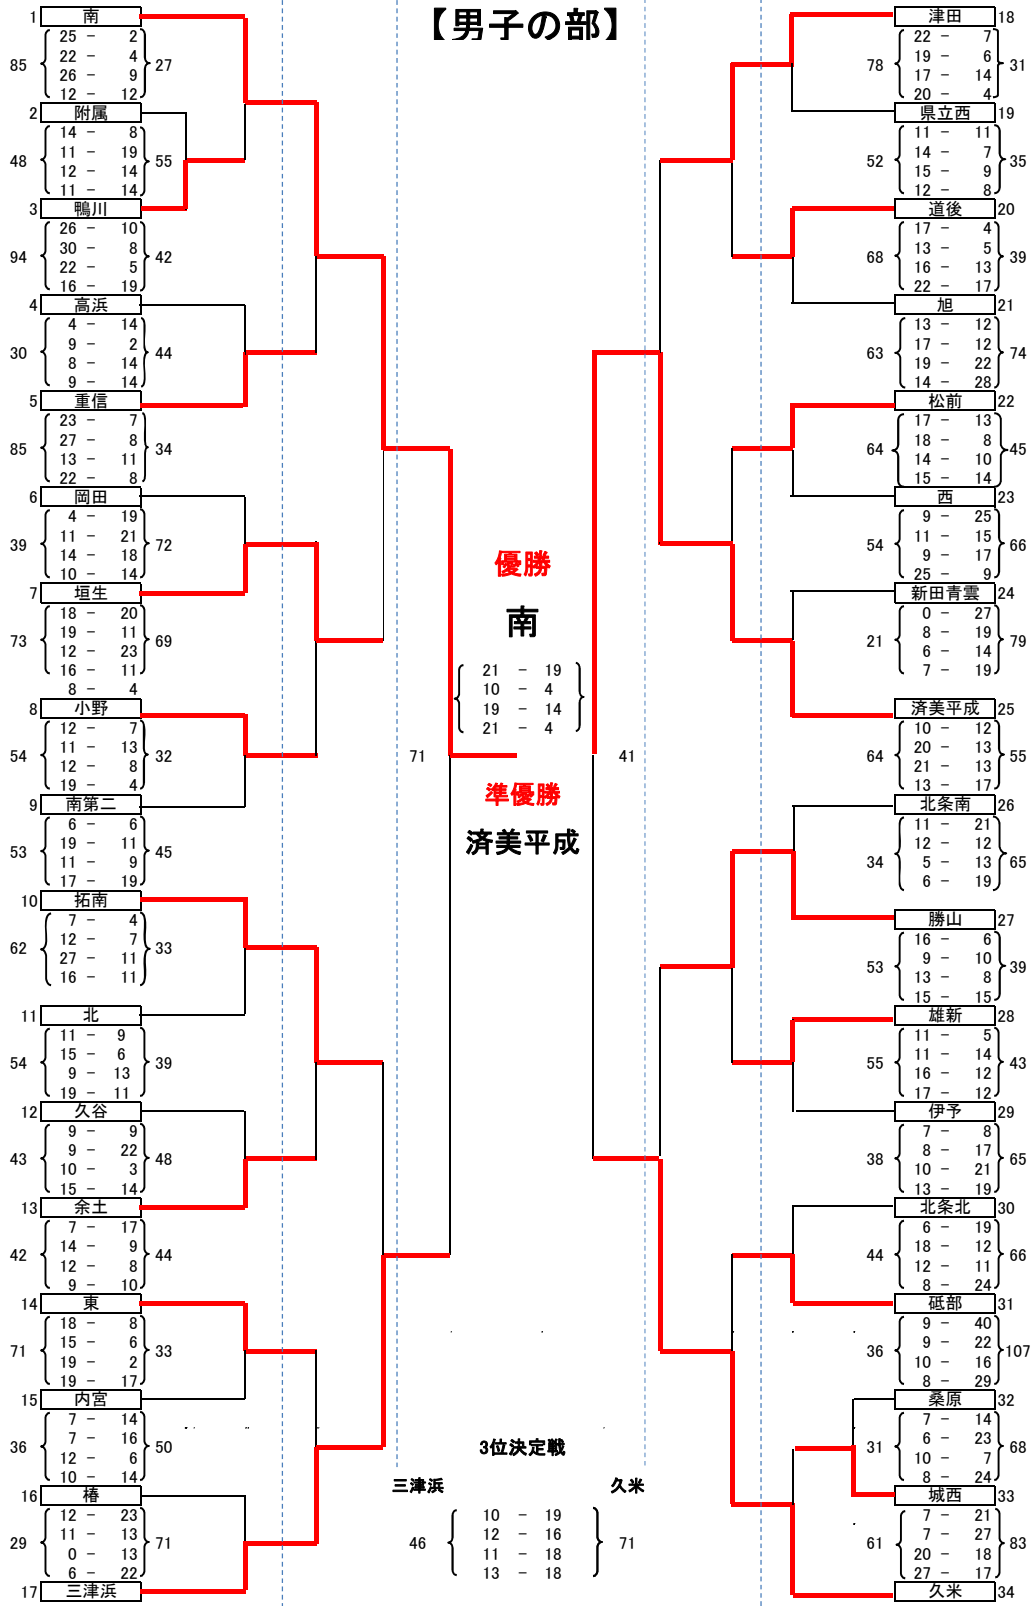 【男子の部】
1 南
25 - 2
22 - 4
85 27
26 - 9
12 - 12
2 附属
14 - 8
11 - 19
48 55
12 - 14
11 - 14
3 鴨川
26 - 10
30 - 8
94 42
22 - 5
16 - 19
4 高浜
4 - 14
9 - 2
30 44
8 - 14
9 - 14
5 重信
23 - 7
27 - 8
85 34
13 - 11
22 - 8
6 岡田
4 - 19
11 - 21
39 72
14 - 18
10 - 14
7 垣生
18 - 20
19 - 11
73 69
12 - 23
16 - 11
8 - 4
8 小野
12 - 7
11 - 13
54 32
12 - 8
19 - 4
9 南第二
6 - 6
19 - 11
53 45
11 - 9
17 - 19
10 拓南
7 - 4
12 - 7
62 33
27 - 11
16 - 11
11 北
11 - 9
15 - 6
54 39
9 - 13
19 - 11
12 久谷
9 - 9
9 - 22
43 48
10 - 3
15 - 14
13 余土
7 - 17
14 - 9
42 44
12 - 8
9 - 10
14 東
18 - 8
15 - 6
71 33
19 - 2
19 - 17
15 内宮
7 - 14
7 - 16
36 50
12 - 6
10 - 14
16 椿
12 - 23
11 - 13
29 71
0 - 13
6 - 22
17 三津浜
優勝
南
21 - 19
10 - 4
19 - 14
21 - 4
71 41
準優勝
済美平成
3位決定戦
三津浜 久米
10 - 19
12 - 16
46 71
11 - 18
13 - 18
津田 18
22 - 7
19 - 6
78 31
17 - 14
20 - 4
県立西 19
11 - 11
14 - 7
52 35
15 - 9
12 - 8
道後 20
17 - 4
13 - 5
68 39
16 - 13
22 - 17
旭 21
13 - 12
17 - 12
63 74
19 - 22
14 - 28
松前 22
17 - 13
18 - 8
64 45
14 - 10
15 - 14
西 23
9 - 25
11 - 15
54 66
9 - 17
25 - 9
新田青雲 24
0 - 27
8 - 19
21 79
6 - 14
7 - 19
済美平成 25
10 - 12
20 - 13
64 55
21 - 13
13 - 17
北条南 26
11 - 21
12 - 12
34 65
5 - 13
6 - 19
勝山 27
16 - 6
9 - 10
53 39
13 - 8
15 - 15
雄新 28
11 - 5
11 - 14
55 43
16 - 12
17 - 12
伊予 29
7 - 8
8 - 17
38 65
10 - 21
13 - 19
北条北 30
6 - 19
18 - 12
44 66
12 - 11
8 - 24
砥部 31
9 - 40
9 - 22
36 107
10 - 16
8 - 29
桑原 32
7 - 14
6 - 23
31 68
10 - 7
8 - 24
城西 33
7 - 21
7 - 27
61 83
20 - 18
27 - 17
久米 34